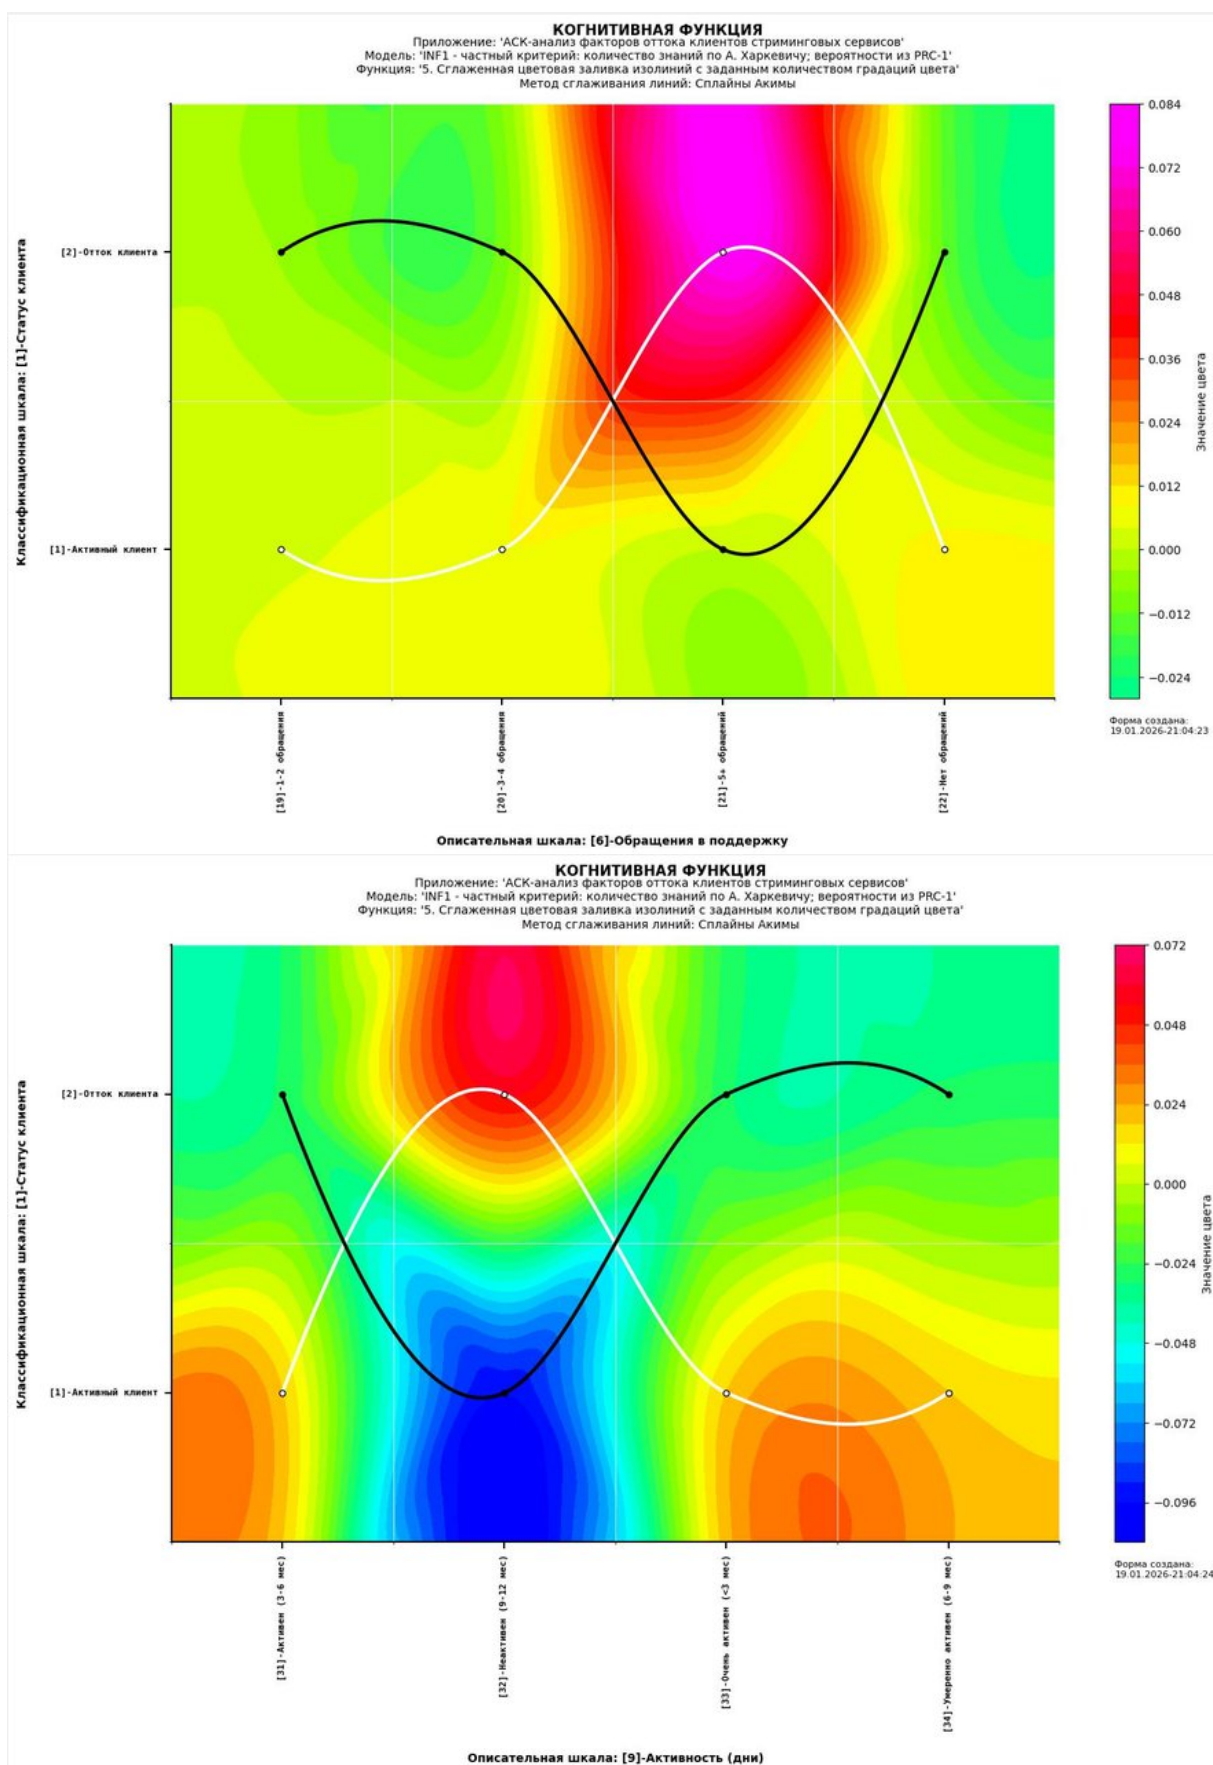 КОГНИТИВНАЯ ФУНКЦИЯ
Приложение: 'АСК-анализ факторов оттока клиентов стриминговых сервисов'
Модель: 'INF1 - частный критерий: количество знаний по А. Харкевичу; вероятности из PRC-1'
Функция: '5. Сглаженная цветовая заливка изолиний с заданным количеством градаций цвета'
Метод сглаживания линий: Сплайны Акимы
Классификационная шкала: [1]-Статус клиента
[2]-Отток клиента
[1]-Активный клиент
[19]-1-2 обращения
[20]-3-4 обращения
[21]-5+ обращений
[22]-Нет обращений
Описательная шкала: [6]-Обращения в поддержку
0.084
0.072
0.060
0.048
0.036
0.024
0.012
0.000
−0.012
−0.024
Значение цвета
Форма создана:
19.01.2026-21:04:23
КОГНИТИВНАЯ ФУНКЦИЯ
Приложение: 'АСК-анализ факторов оттока клиентов стриминговых сервисов'
Модель: 'INF1 - частный критерий: количество знаний по А. Харкевичу; вероятности из PRC-1'
Функция: '5. Сглаженная цветовая заливка изолиний с заданным количеством градаций цвета'
Метод сглаживания линий: Сплайны Акимы
Классификационная шкала: [1]-Статус клиента
[2]-Отток клиента
[1]-Активный клиент
[31]-Активен (3-6 мес)
[32]-Неактивен (9-12 мес)
[33]-Очень активен (<3 мес)
[34]-Умеренно активен (6-9 мес)
Описательная шкала: [9]-Активность (дни)
0.072
0.048
0.024
0.000
−0.024
−0.048
−0.072
−0.096
Значение цвета
Форма создана:
19.01.2026-21:04:24